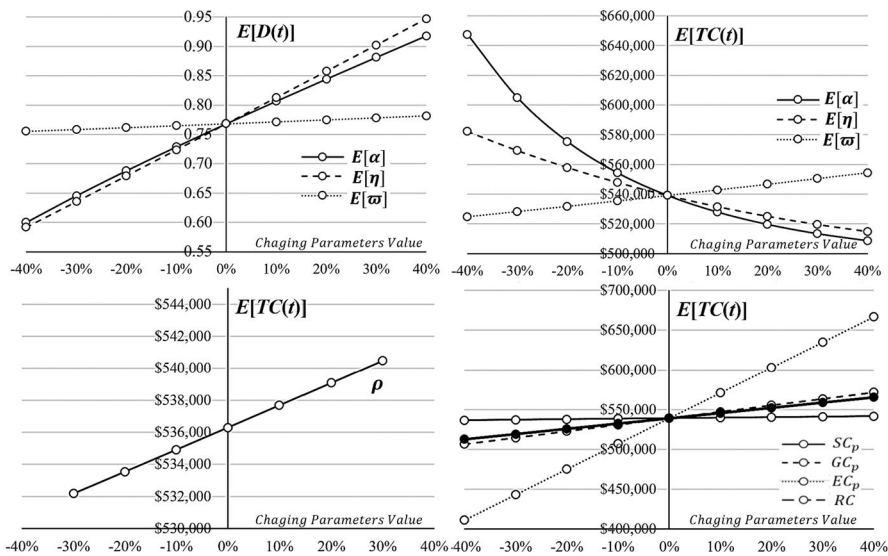 0.95
E[D(t)]
0.90
0.85
0.80
0.75
0.70
0.65
0.60
0.55
E[α]
E[η]
E[ϖ]
Chaging Parameters Value
-40% -30% -20% -10% 0% 10% 20% 30% 40%
$660,000
E[TC(t)]
$640,000
$620,000
$600,000
$580,000
$560,000
$540,000
$520,000
$500,000
E[α]
E[η]
E[ϖ]
Chaging Parameters Value
-40% -30% -20% -10% 0% 10% 20% 30% 40%
E[TC(t)]
$544,000
$542,000
$540,000
$538,000
$536,000
$534,000
$532,000
$530,000
ρ
Chaging Parameters Value
-40% -30% -20% -10% 0% 10% 20% 30% 40%
$700,000
E[TC(t)]
$650,000
$600,000
$550,000
$500,000
$450,000
$400,000
SCp
GCp
ECp
RC
Chaging Parameters Value
-40% -30% -20% -10% 0% 10% 20% 30% 40%